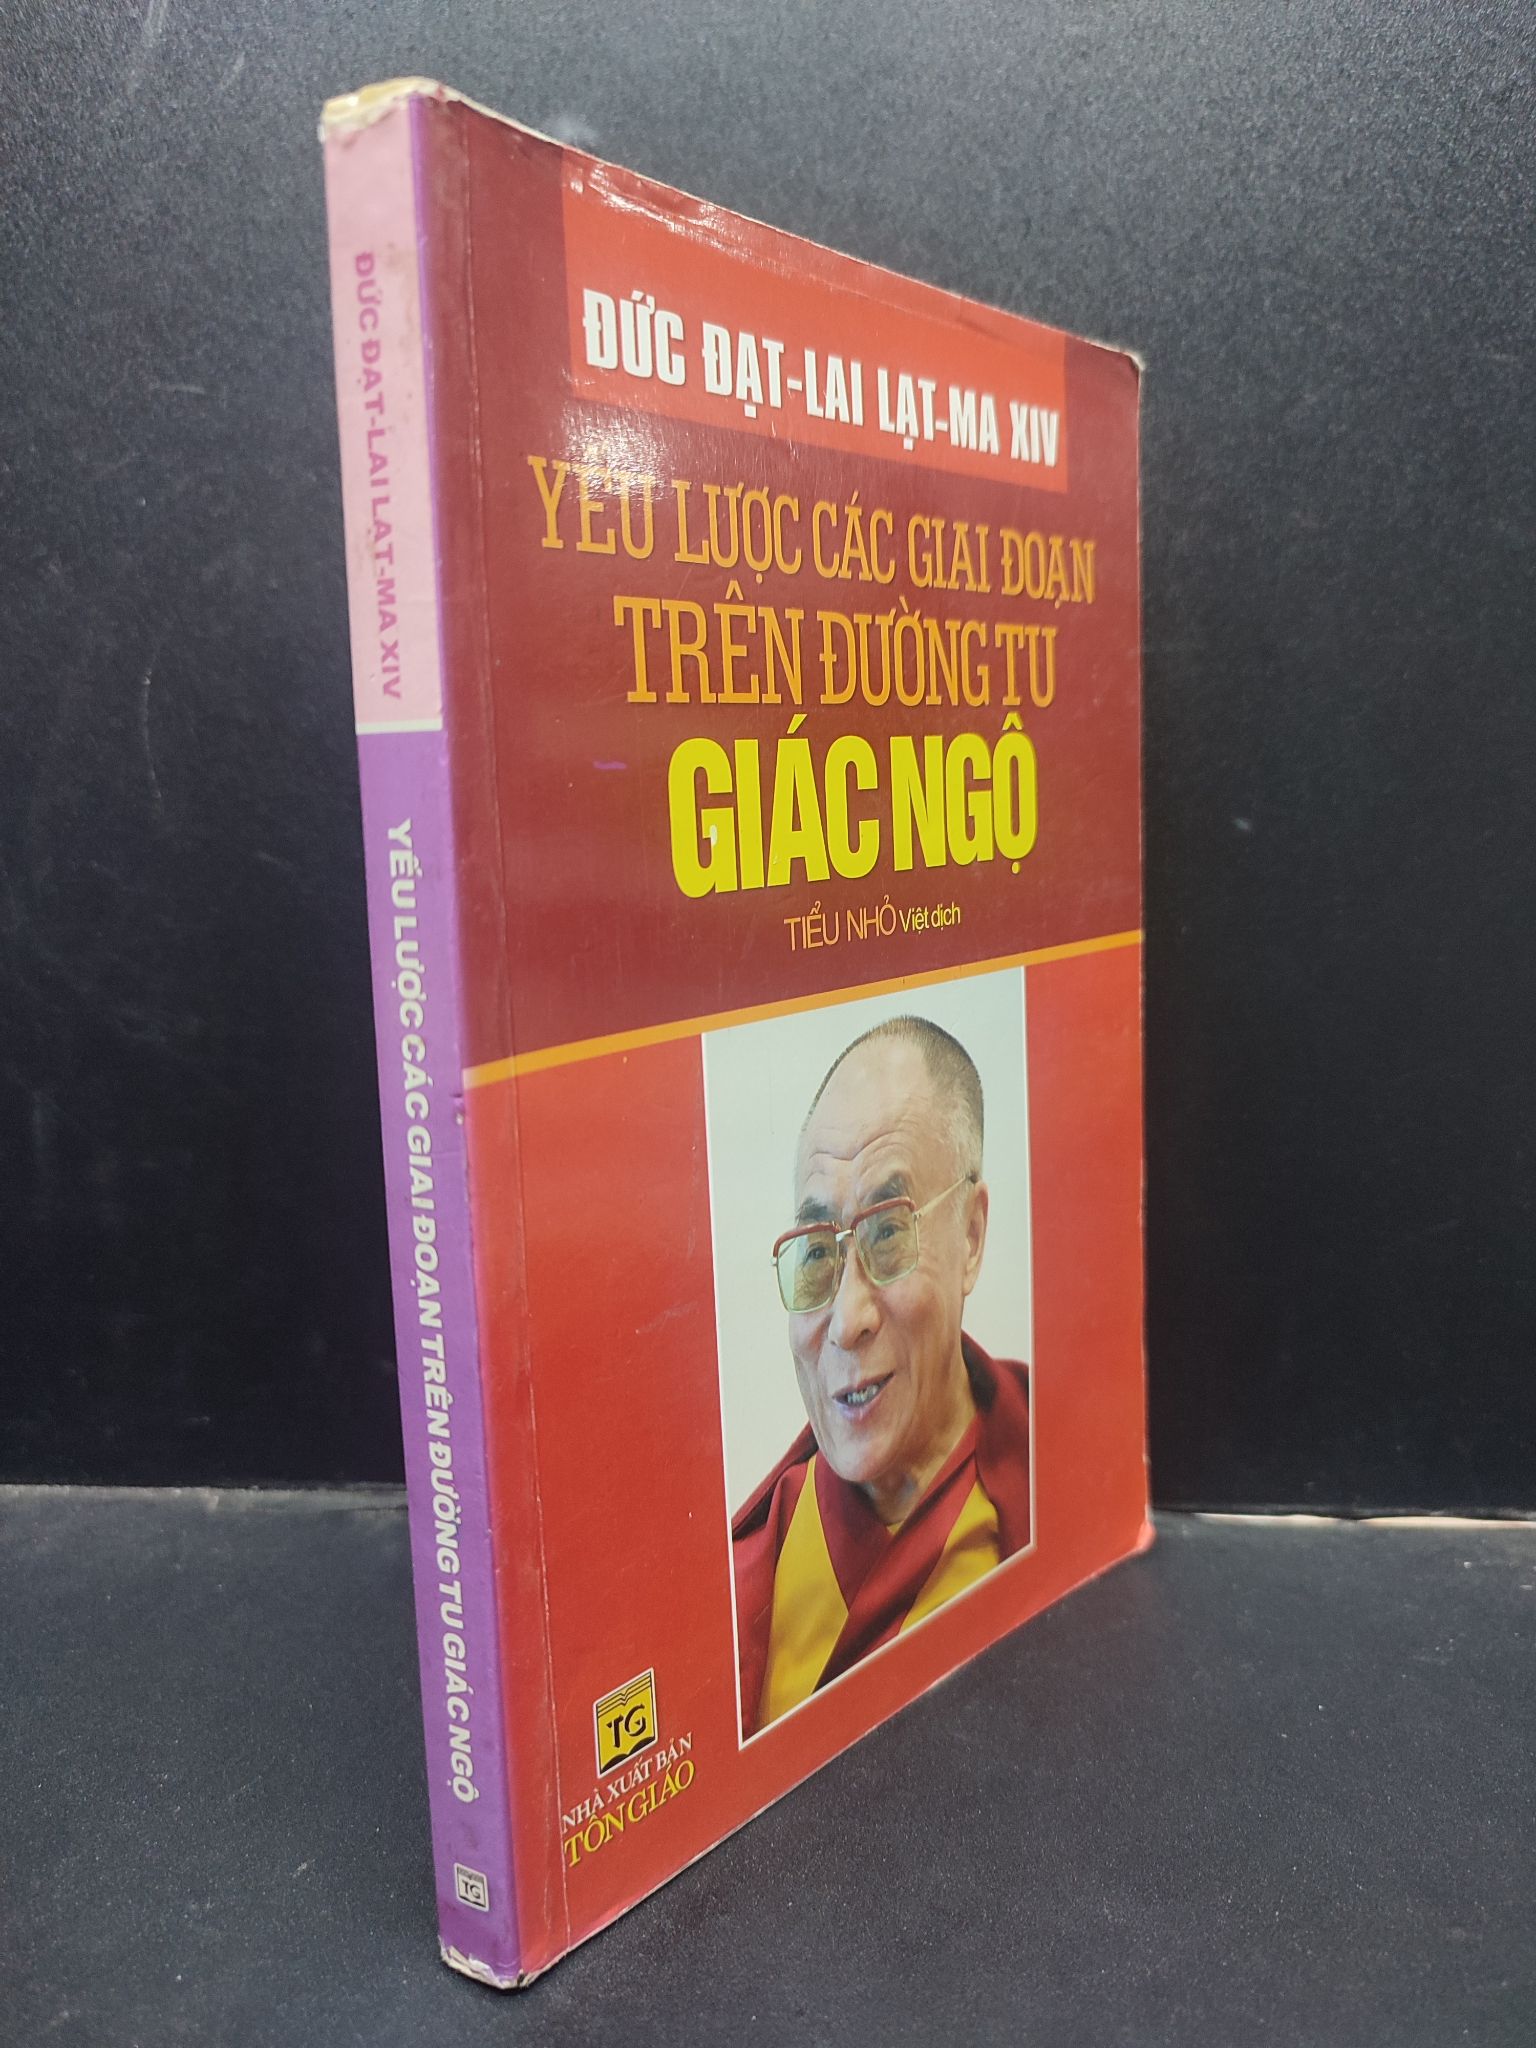 ĐỨC ĐẠT-LAI LẠT-MA XIV
YẾU LƯỢC CÁC GIAI ĐOẠN TRÊN ĐƯỜNG TU GIÁC NGỘ
TG
ĐỨC ĐẠT-LAI LẠT-MA XIV
YẾU LƯỢC CÁC GIAI ĐOẠN
TRÊN ĐƯỜNG TU
GIÁC NGỘ
TIỂU NHỎ Việt dịch
TG
NHÀ XUẤT BẢN
TÔN GIÁO